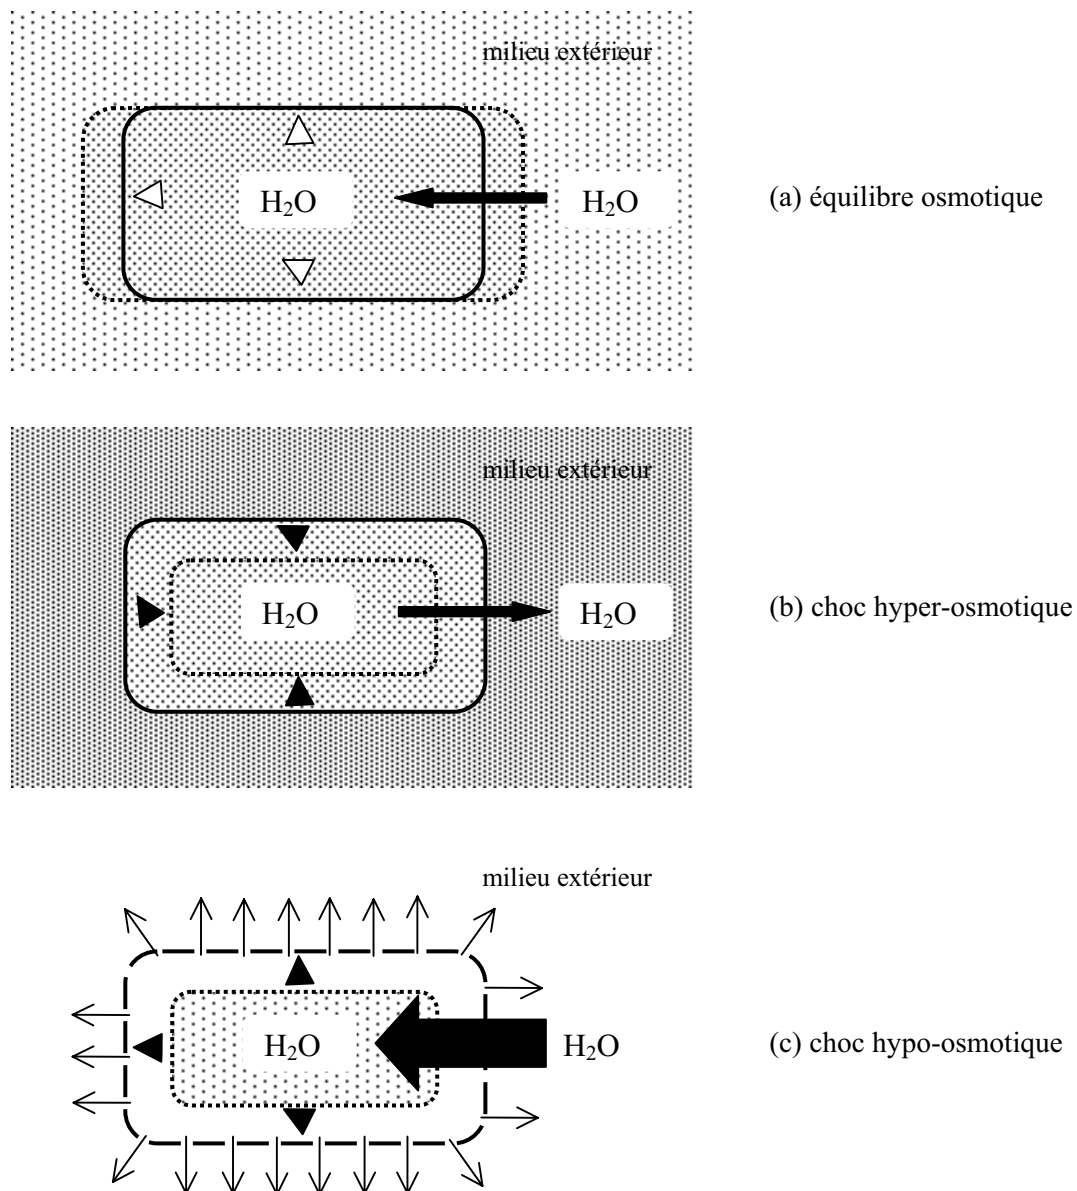 milieu extérieur
H₂O H₂O (a) équilibre osmotique
milieu extérieur
H₂O H₂O (b) choc hyper-osmotique
milieu extérieur
H₂O H₂O (c) choc hypo-osmotique